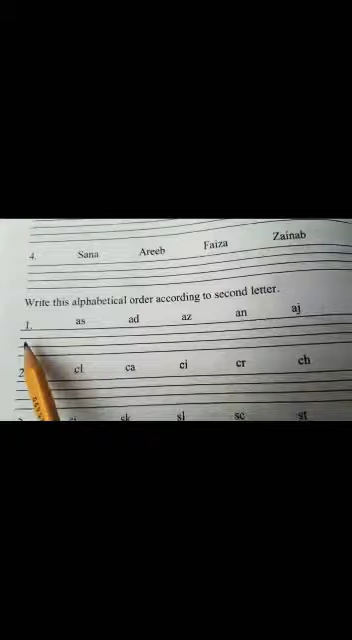 4. Sana Areeb Faiza Zainab
Write this alphabetical order according to second letter.
1. as ad az an aj
2 cl ca ci cr ch
sk sl sc st